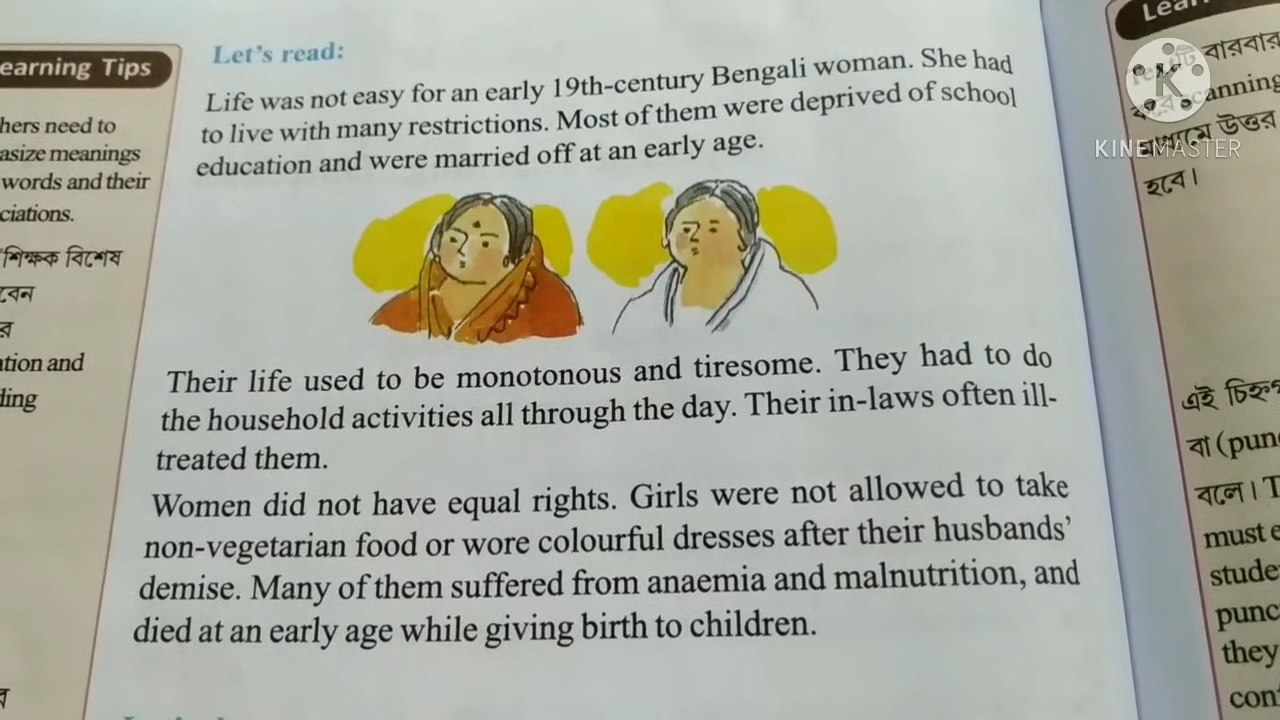 earning Tips
hers need to
asize meanings
words and their
ciations.
শিক্ষক বিশেষ
বেন
র
ation and
ding
Let's read:
Life was not easy for an early 19th-century Bengali woman. She had
to live with many restrictions. Most of them were deprived of school
education and were married off at an early age.
Their life used to be monotonous and tiresome. They had to do
the household activities all through the day. Their in-laws often ill-
treated them.
Women did not have equal rights. Girls were not allowed to take
non-vegetarian food or wore colourful dresses after their husbands'
demise. Many of them suffered from anaemia and malnutrition, and
died at an early age while giving birth to children.
Lear
বারবার
canning
মাধ্যমে উত্তর
হবে।
এই চিহ্ন
বা (pun
বলে। T
must e
stude
punc
they
con
K
KINEMASTER